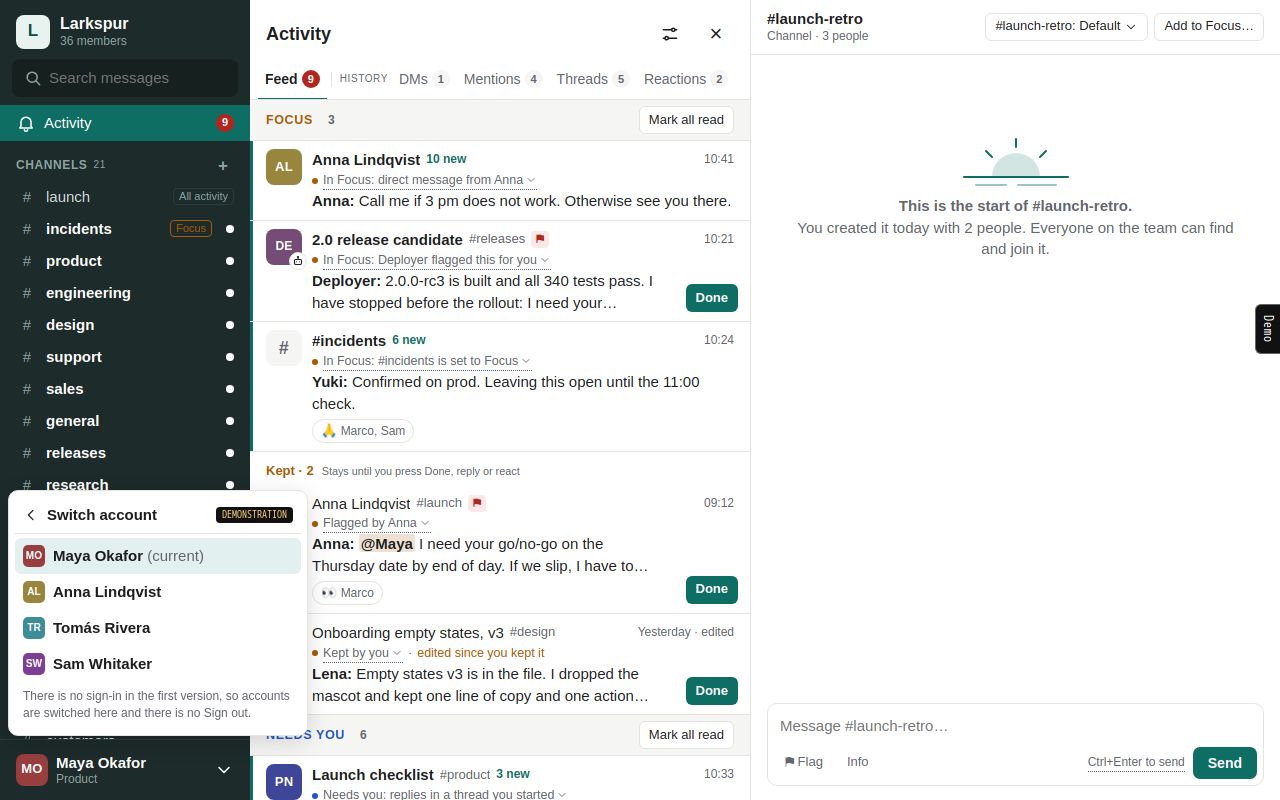 L
Larkspur
36 members
Search messages
Activity
9
CHANNELS 21
+
# launch All activity
# incidents Focus
# product
# engineering
# design
# support
# sales
# general
# releases
# research
Switch account
DEMONSTRATION
MO Maya Okafor (current)
AL Anna Lindqvist
TR Tomás Rivera
SW Sam Whitaker
There is no sign-in in the first version, so accounts
are switched here and there is no Sign out.
# customers
MO Maya Okafor
Product
Activity
Feed 9
HISTORY
DMs 1
Mentions 4
Threads 5
Reactions 2
FOCUS 3
Mark all read
AL
Anna Lindqvist 10 new 10:41
In Focus: direct message from Anna
Anna: Call me if 3 pm does not work. Otherwise see you there.
DE
2.0 release candidate #releases 10:21
In Focus: Deployer flagged this for you
Deployer: 2.0.0-rc3 is built and all 340 tests pass. I
have stopped before the rollout: I need your…
Done
#
#incidents 6 new 10:24
In Focus: #incidents is set to Focus
Yuki: Confirmed on prod. Leaving this open until the 11:00
check.
🙏 Marco, Sam
Kept · 2 Stays until you press Done, reply or react
Anna Lindqvist #launch 09:12
Flagged by Anna
Anna: @Maya I need your go/no-go on the
Thursday date by end of day. If we slip, I have to…
👀 Marco
Done
Onboarding empty states, v3 #design Yesterday · edited
Kept by you · edited since you kept it
Lena: Empty states v3 is in the file. I dropped the
mascot and kept one line of copy and one action…
Done
NEEDS YOU 6
Mark all read
PN
Launch checklist #product 3 new 10:33
Needs you: replies in a thread you started
#launch-retro
Channel · 3 people
#launch-retro: Default
Add to Focus…
This is the start of #launch-retro.
You created it today with 2 people. Everyone on the team can find
and join it.
Demo
Message #launch-retro…
Flag
Info
Ctrl+Enter to send
Send